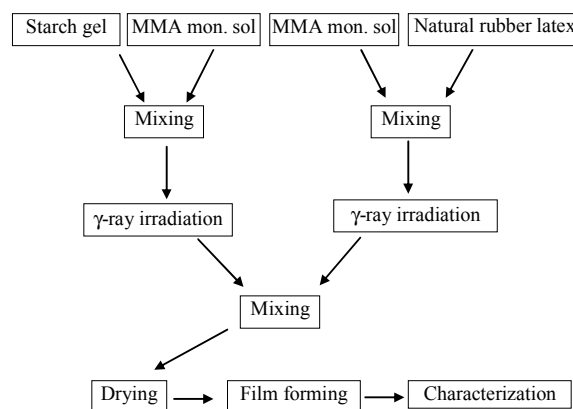 Starch gel
MMA mon. sol
MMA mon. sol
Natural rubber latex
Mixing
Mixing
γ-ray irradiation
γ-ray irradiation
Mixing
Drying
Film forming
Characterization